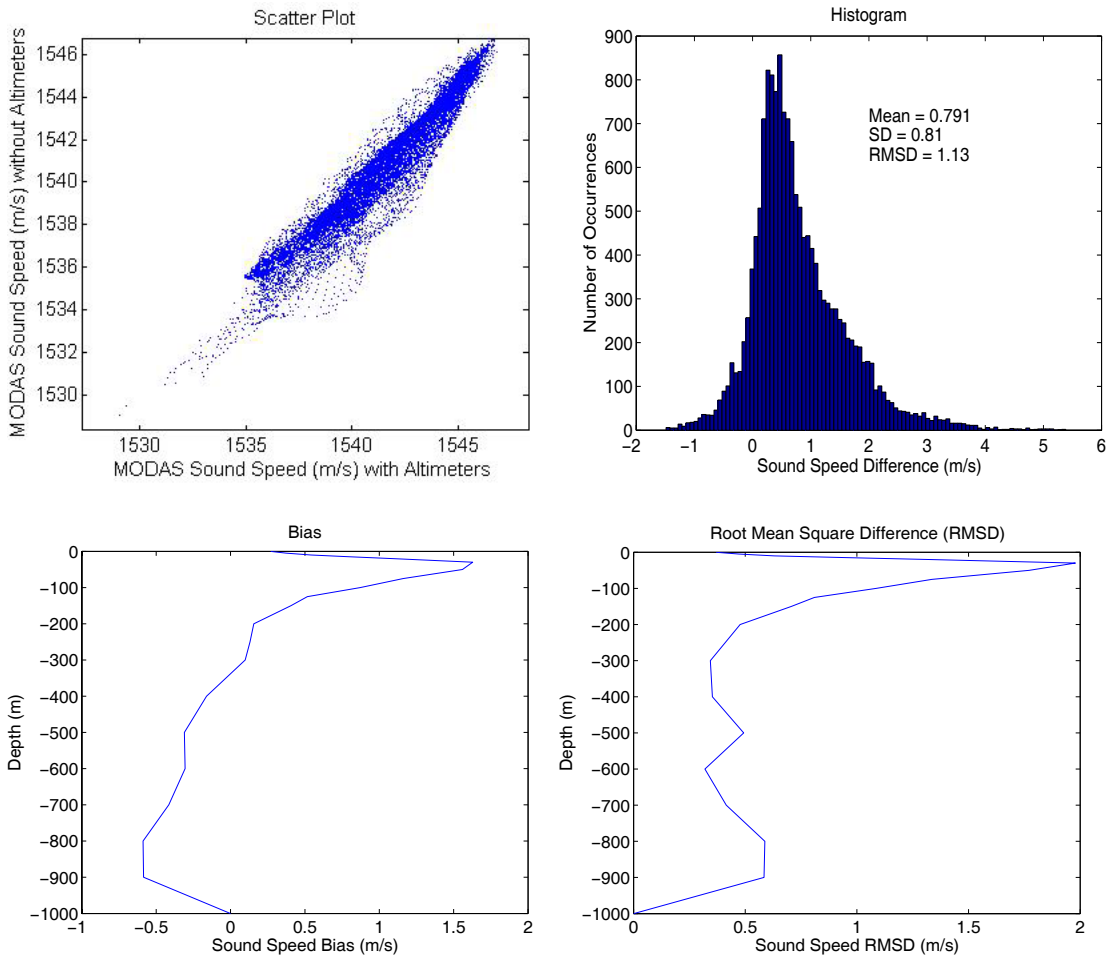 Scatter Plot
MODAS Sound Speed (m/s) without Altimeters
1546
1544
1542
1540
1538
1536
1534
1532
1530
1530 1535 1540 1545
MODAS Sound Speed (m/s) with Altimeters
Histogram
Number of Occurrences
900
800
700
600
500
400
300
200
100
0
Mean = 0.791
SD = 0.81
RMSD = 1.13
−2 −1 0 1 2 3 4 5 6
Sound Speed Difference (m/s)
Bias
Depth (m)
0
−100
−200
−300
−400
−500
−600
−700
−800
−900
−1000
−1 −0.5 0 0.5 1 1.5 2
Sound Speed Bias (m/s)
Root Mean Square Difference (RMSD)
Depth (m)
0
−100
−200
−300
−400
−500
−600
−700
−800
−900
−1000
0 0.5 1 1.5 2
Sound Speed RMSD (m/s)